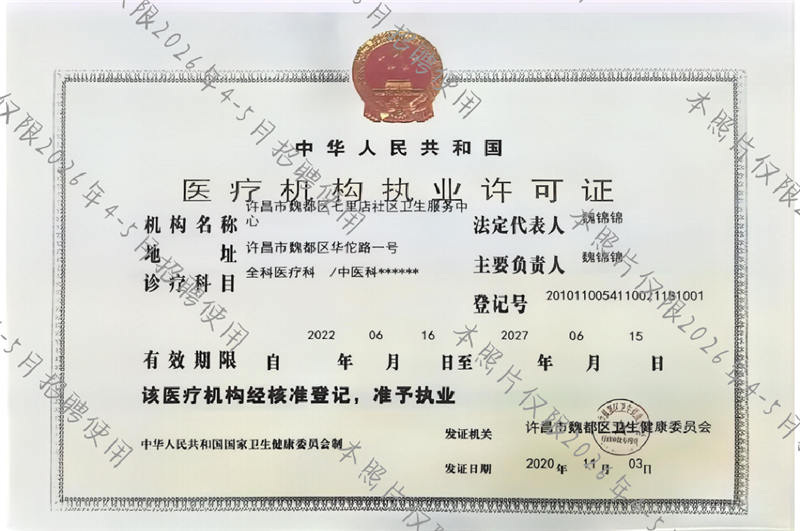 中华人民共和国
医疗机构执业许可证
机构名称 许昌市魏都区七里店社区卫生服务中心
法定代表人 魏锦锦
地 址 许昌市魏都区华佗路一号
主要负责人 魏锦锦
诊疗科目 全科医疗科 /中医科******
登记号
有效期限 自 2022 年 06 月 16 日至 2027 年 06 月 15 日
该医疗机构经核准登记，准予执业
发证机关 许昌市魏都区卫生健康委员会
中华人民共和国国家卫生健康委员会制
发证日期 2020年 11月 03日
本照片仅限2026年4-5月招聘使用